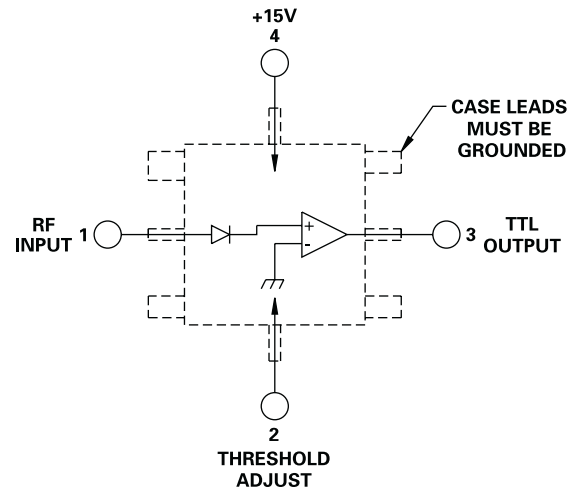 +15V
4
CASE LEADS
MUST BE
GROUNDED
RF
INPUT 1
+
-
3 TTL
OUTPUT
2
THRESHOLD
ADJUST